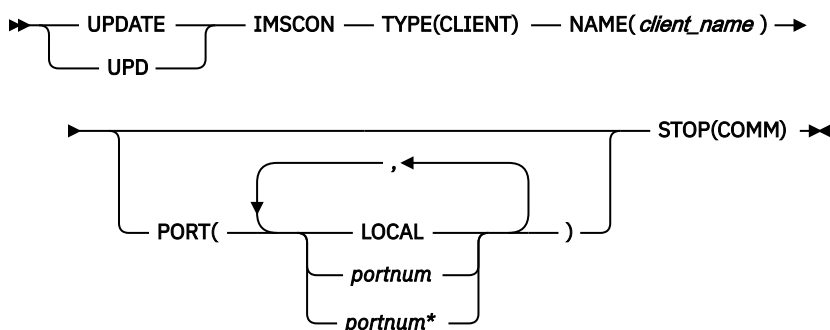 UPDATE IMSCON TYPE(CLIENT) NAME( client_name )
UPD
STOP(COMM)
,
PORT( LOCAL )
portnum
portnum*